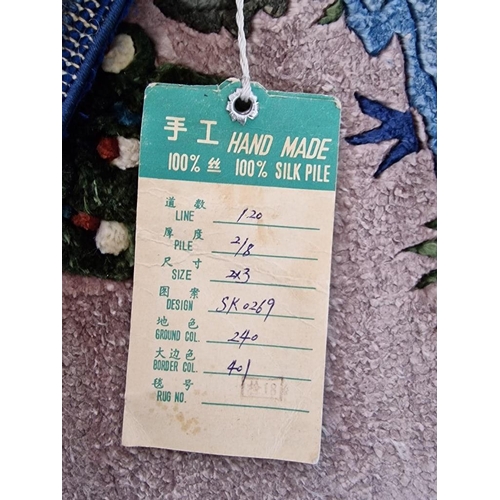 手工 HAND MADE
100% 丝 100% SILK PILE
道數
LINE 120
厚度
PILE 2/8
尺寸
SIZE 2x3
图案
DESIGN SK0269
地色
GROUND COL. 240
大边色
BORDER COL. 401
毯号
RUG NO.